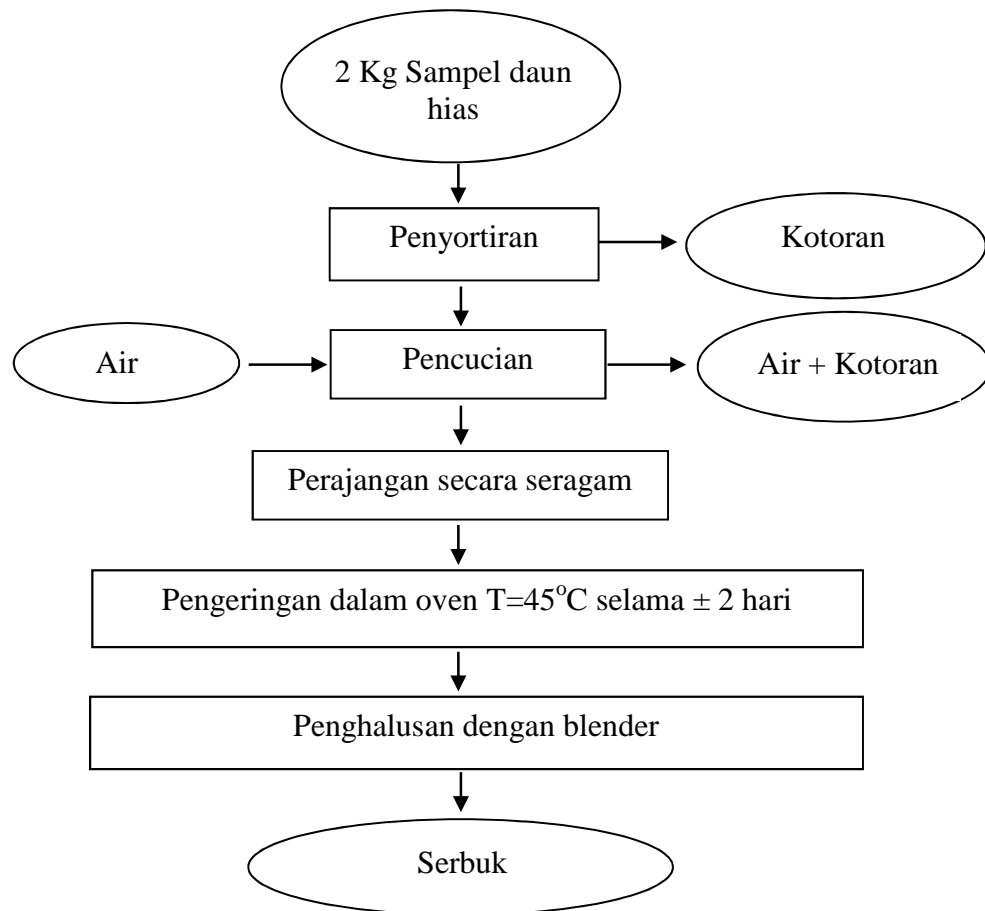 2 Kg Sampel daun
hias
Penyortiran
Kotoran
Air
Pencucian
Air + Kotoran
Perajangan secara seragam
Pengeringan dalam oven T=45°C selama ± 2 hari
Penghalusan dengan blender
Serbuk